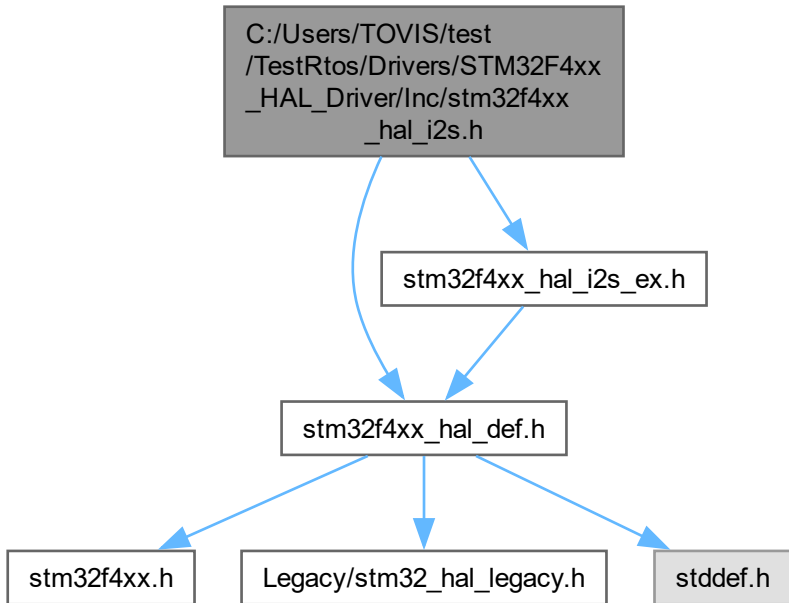 C:/Users/TOVIS/test
/TestRtos/Drivers/STM32F4xx
_HAL_Driver/Inc/stm32f4xx
_hal_i2s.h
stm32f4xx_hal_i2s_ex.h
stm32f4xx_hal_def.h
stm32f4xx.h
Legacy/stm32_hal_legacy.h
stddef.h